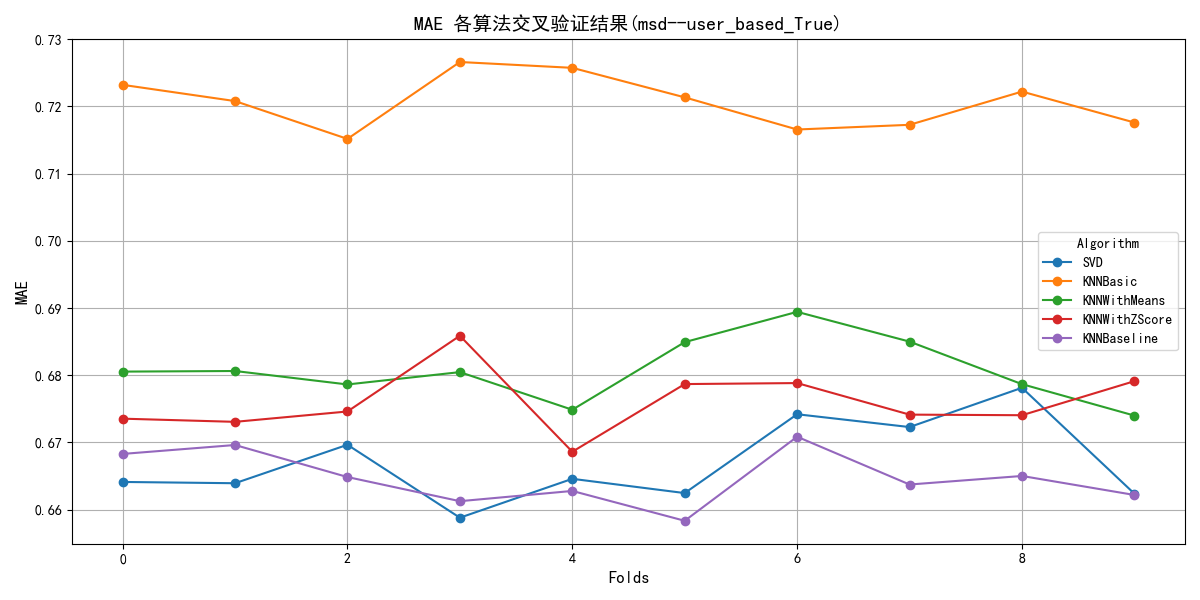 MAE 各算法交叉验证结果(msd--user_based_True)
0.73
0.72
0.71
0.70
0.69
0.68
0.67
0.66
MAE
0
2
4
6
8
Folds
Algorithm
SVD
KNNBasic
KNNWithMeans
KNNWithZScore
KNNBaseline